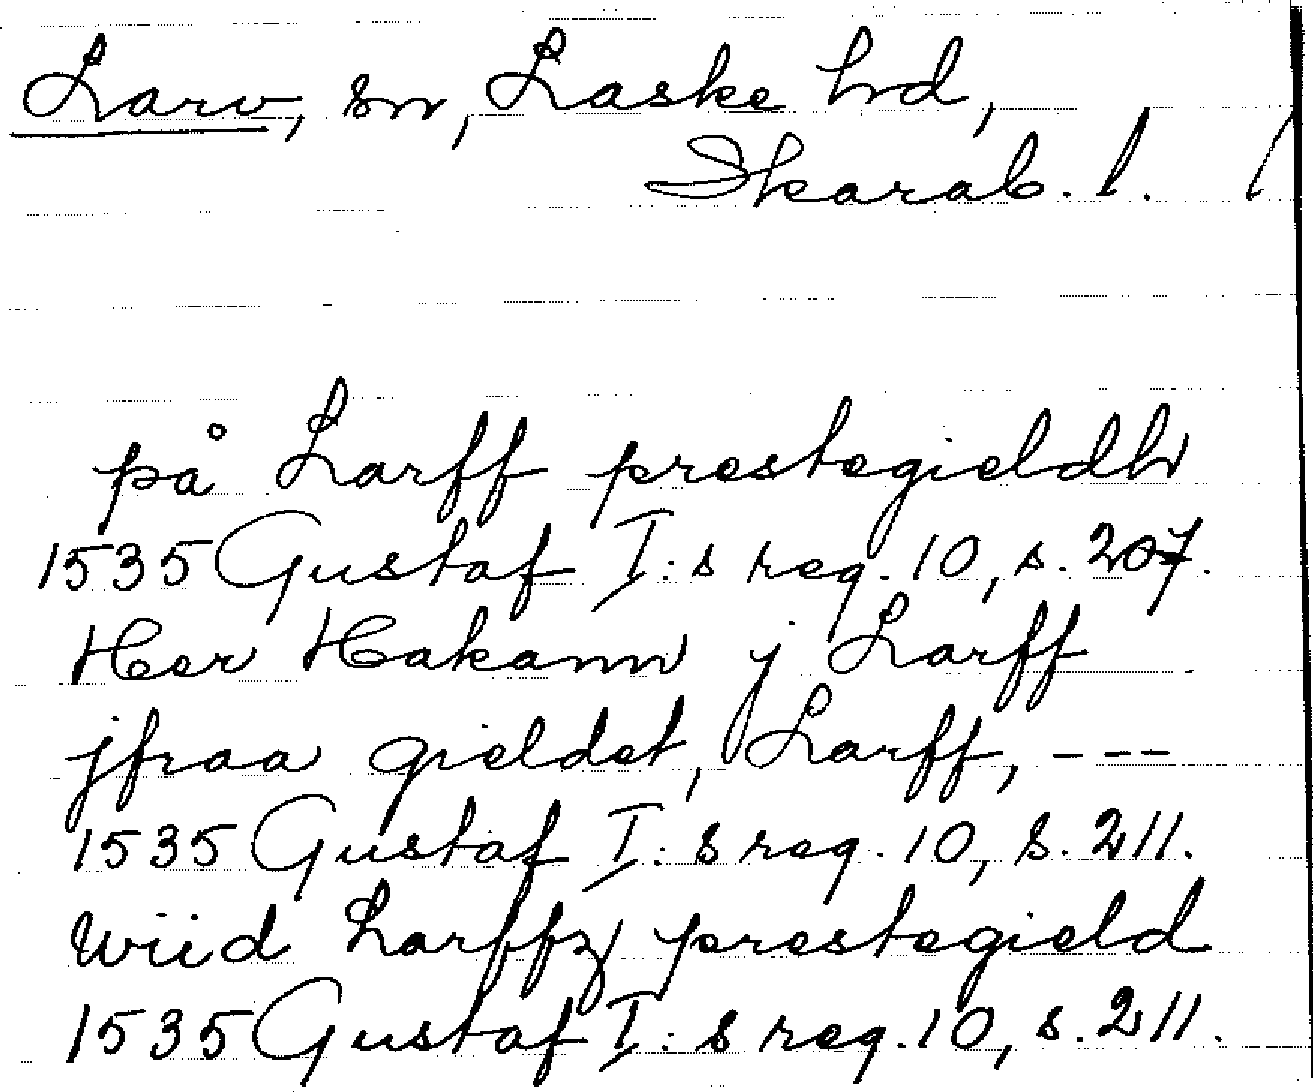 Larv, sn, Laske hd,
Skarab. l.
på Larff prestegieldh
1535 Gustaf I:s reg. 10, s. 207.
Her Hakann j Larff
jfraa gieldet, Larff, ---
1535 Gustaf I:s reg. 10, s. 211.
wiid Larffz prestegield
1535 Gustaf I:s reg. 10, s. 211.